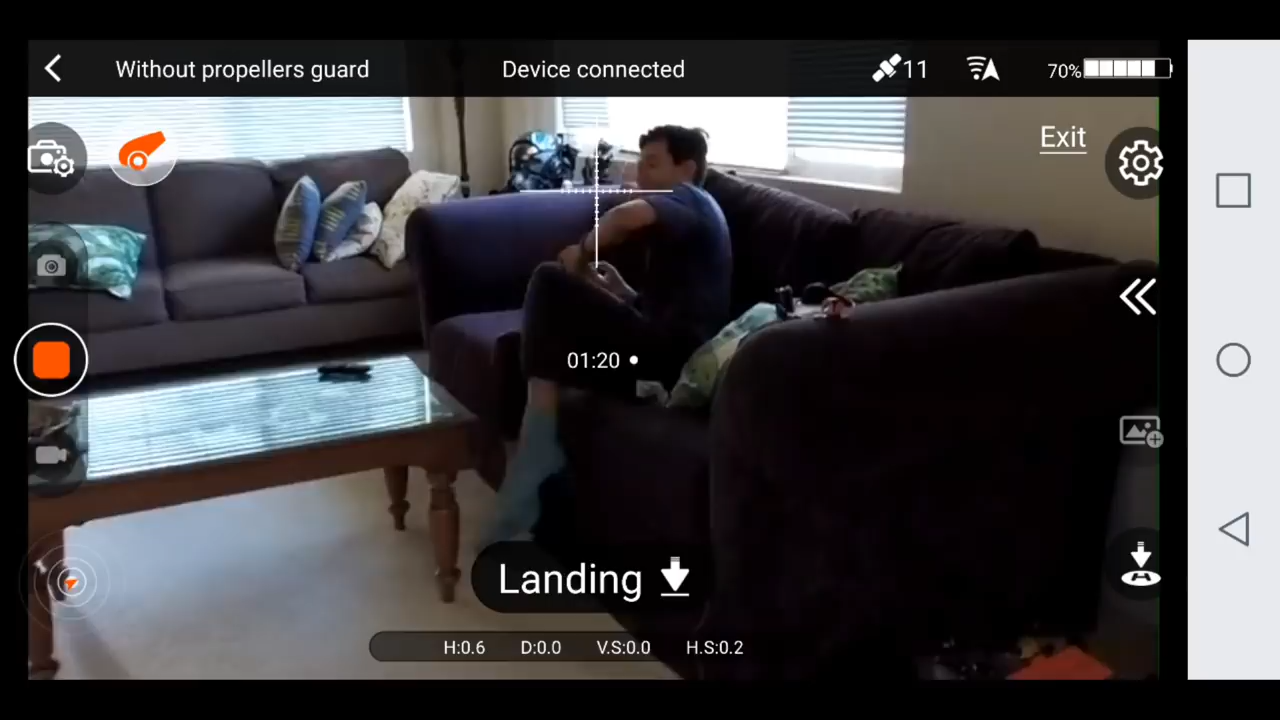 Without propellers guard
Device connected
11
70%
Exit
01:20
Landing
H:0.6 D:0.0 V.S:0.0 H.S:0.2